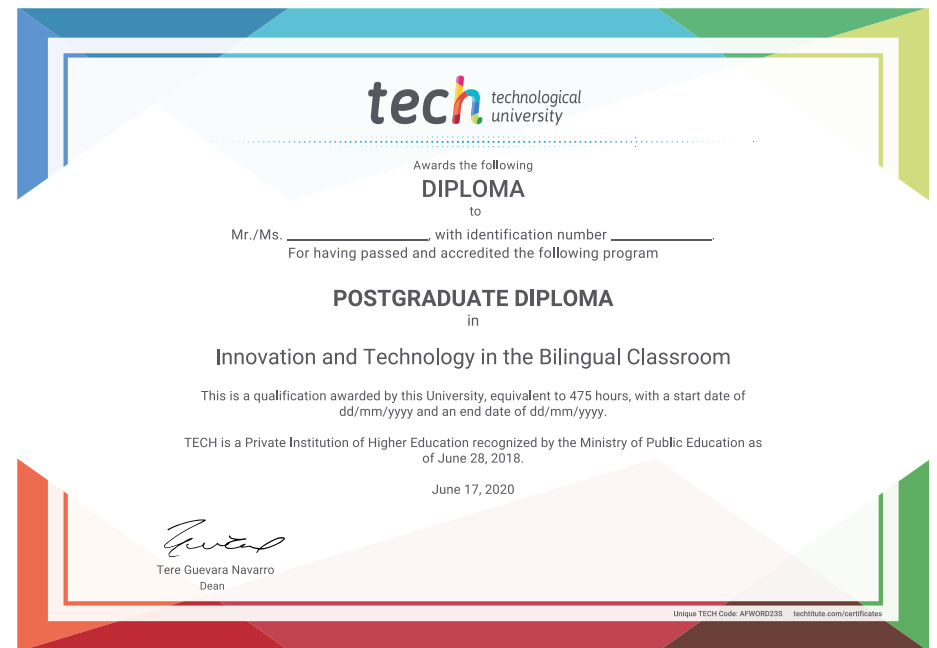 tech technological
university
Awards the following
DIPLOMA
to
Mr./Ms. ____________________, with identification number ______________.
For having passed and accredited the following program
POSTGRADUATE DIPLOMA
in
Innovation and Technology in the Bilingual Classroom
This is a qualification awarded by this University, equivalent to 475 hours, with a start date of
dd/mm/yyyy and an end date of dd/mm/yyyy.
TECH is a Private Institution of Higher Education recognized by the Ministry of Public Education as
of June 28, 2018.
June 17, 2020
Tere Guevara Navarro
Dean
Unique TECH Code: AFWORD23S techtitute.com/certificates